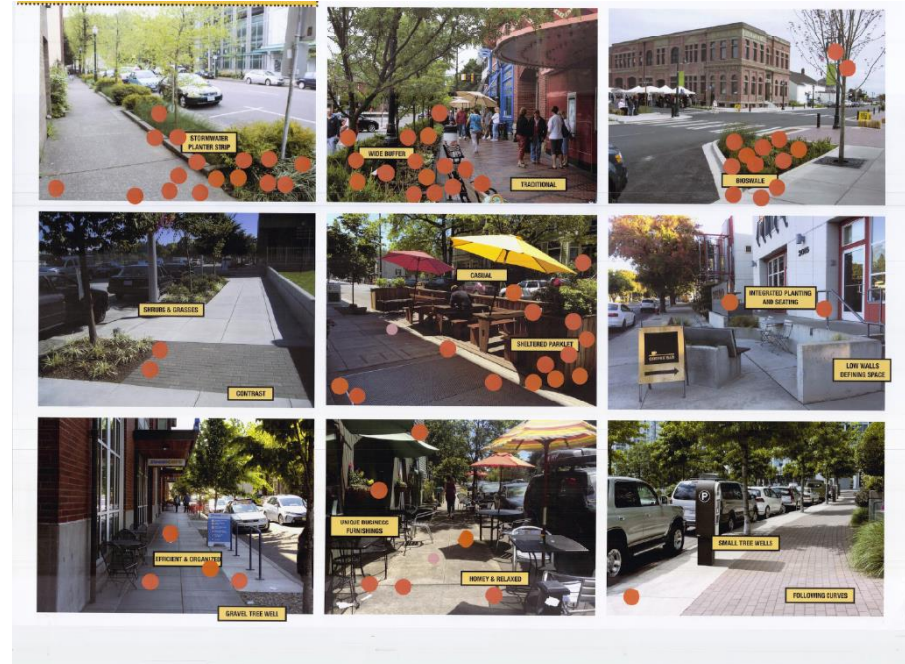 STORMWATER
PLANTER STRIP
WIDE BUFFER
TRADITIONAL
BIOSWALE
SHRUBS & GRASSES
CONTRAST
CASUAL
SHELTERED PARKLET
INTEGRATED PLANTING
AND SEATING
LOW WALLS
DEFINING SPACE
EFFICIENT & ORGANIZED
GRAVEL TREE WELL
UNIQUE BUSINESS
FURNISHINGS
HOMEY & RELAXED
P
SMALL TREE WELLS
FOLLOWING CURVES